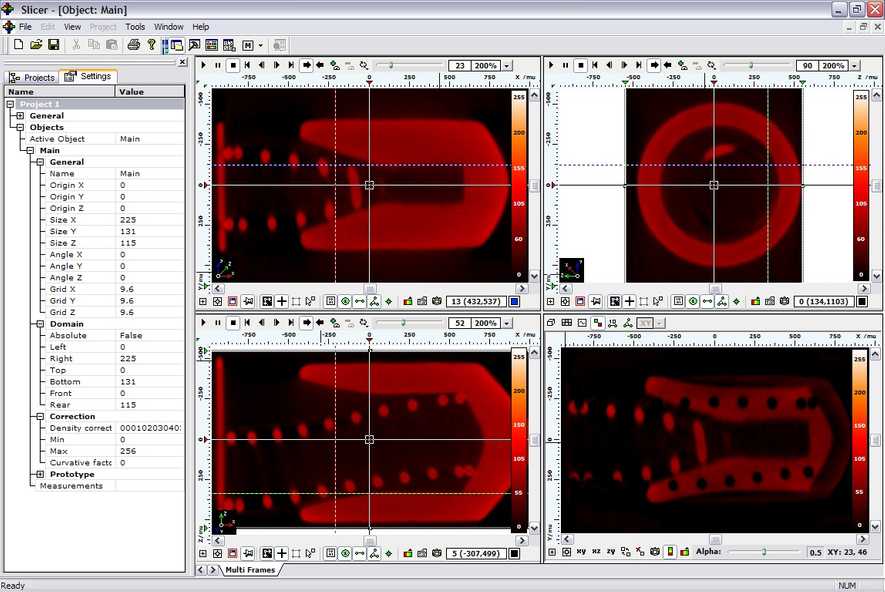 Slicer - [Object: Main]
File Edit View Project Tools Window Help
M
Projects Settings
Name Value
Project 1
General
Objects
Active Object Main
Main
General
Name Main
Origin X 0
Origin Y 0
Origin Z 0
Size X 225
Size Y 131
Size Z 115
Angle X 0
Angle Y 0
Angle Z 0
Grid X 9.6
Grid Y 9.6
Grid Z 9.6
Domain
Absolute False
Left 0
Right 225
Top 0
Bottom 131
Front 0
Rear 115
Correction
Density correct 00010203040
Min 0
Max 256
Curvative facto 0
Prototype
Measurements
23 200%
-750 -500 -250 0 250 500 750 X /mu
-500
-250
0
250
255
200
155
105
60
0
13 (432,537)
90 200%
-750 -500 -250 0 250 500 750 Z /mu
-500
-250
0
250
255
200
155
105
60
0
0 (134,1103)
52 200%
-750 -500 -250 0 250 500 750 X /mu
-500
-250
0
250
Z /mu
255
200
150
105
55
0
5 (-307,499)
XY
-750 -500 -250 0 250 500 750 X /mu
-500
-250
0
250
Y /mu
255
200
150
105
55
0
xy xz zy Alpha: 0.5 XY: 23, 46
Multi Frames
Ready NUM